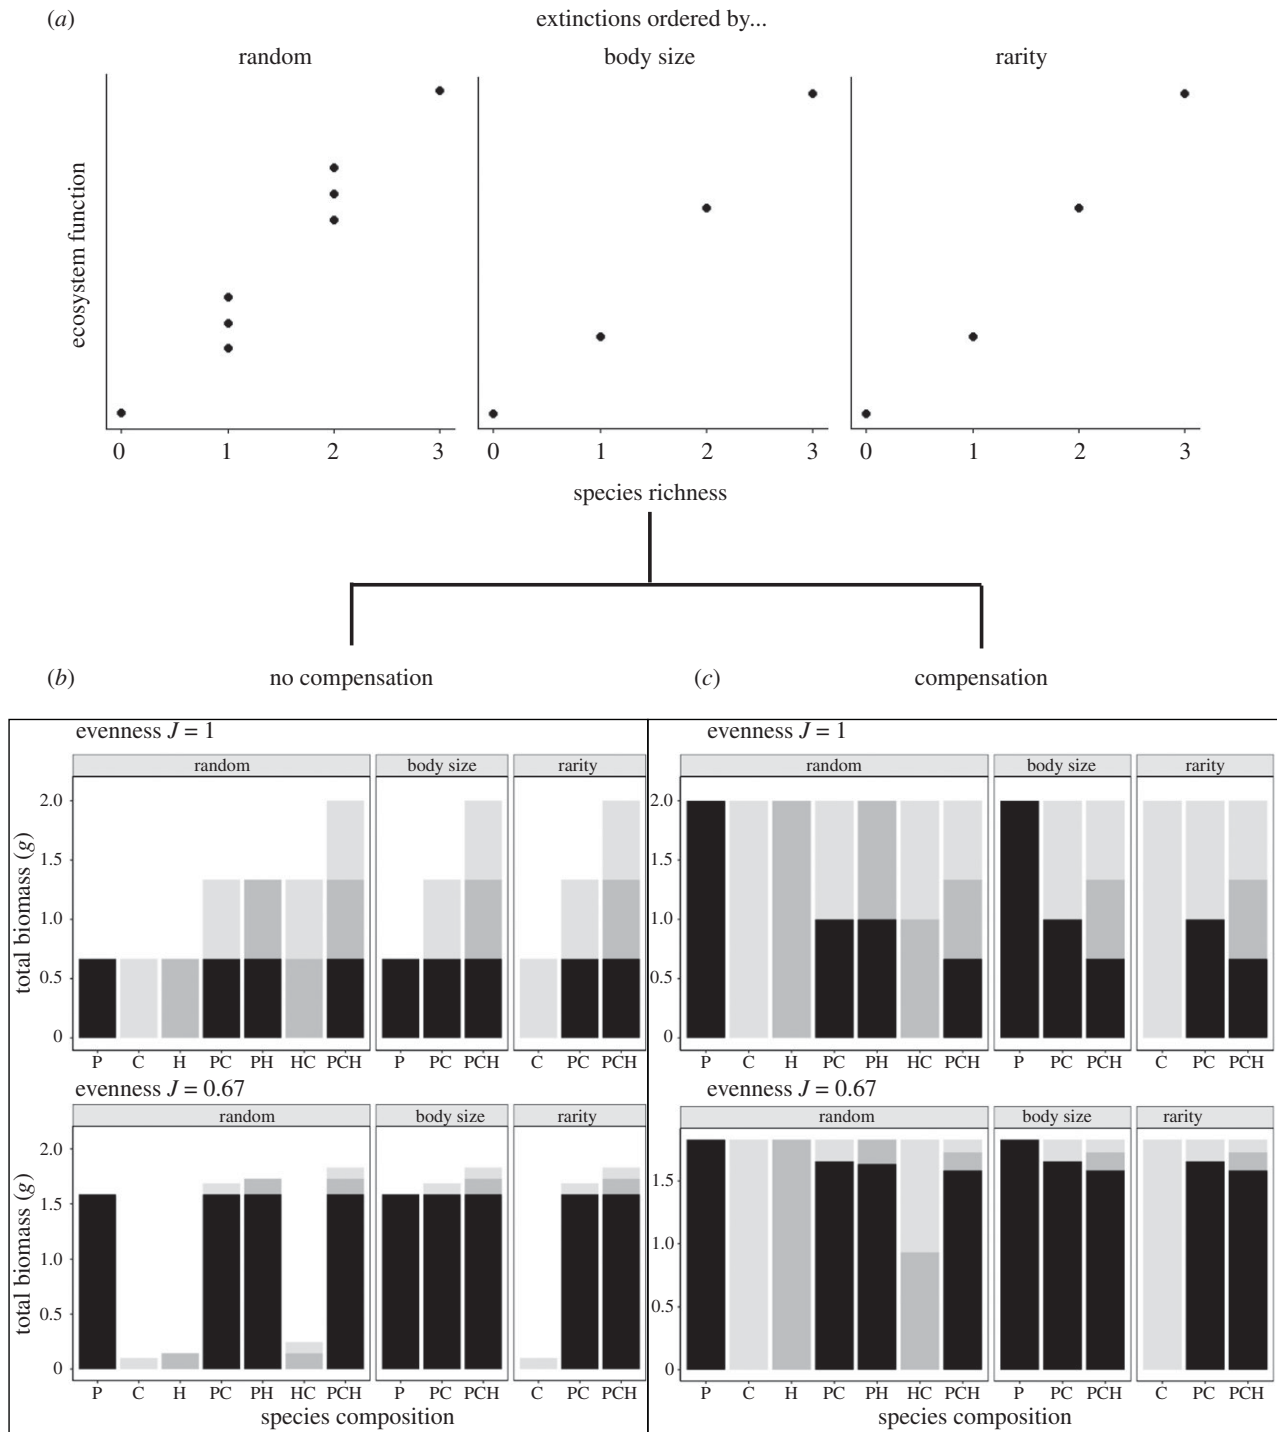 (a) extinctions ordered by...
random body size rarity
ecosystem function
0 1 2 3 0 1 2 3 0 1 2 3
species richness
(b) no compensation
evenness J = 1
random body size rarity
total biomass (g)
2.0
1.5
1.0
0.5
0
P C H PC PH HC PCH P PC PCH C PC PCH
evenness J = 0.67
random body size rarity
total biomass (g)
2.0
1.5
1.0
0.5
0
P C H PC PH HC PCH P PC PCH C PC PCH
species composition
(c) compensation
evenness J = 1
random body size rarity
2.0
1.5
1.0
0.5
0
P C H PC PH HC PCH P PC PCH C PC PCH
evenness J = 0.67
random body size rarity
1.5
1.0
0.5
0
P C H PC PH HC PCH P PC PCH C PC PCH
species composition